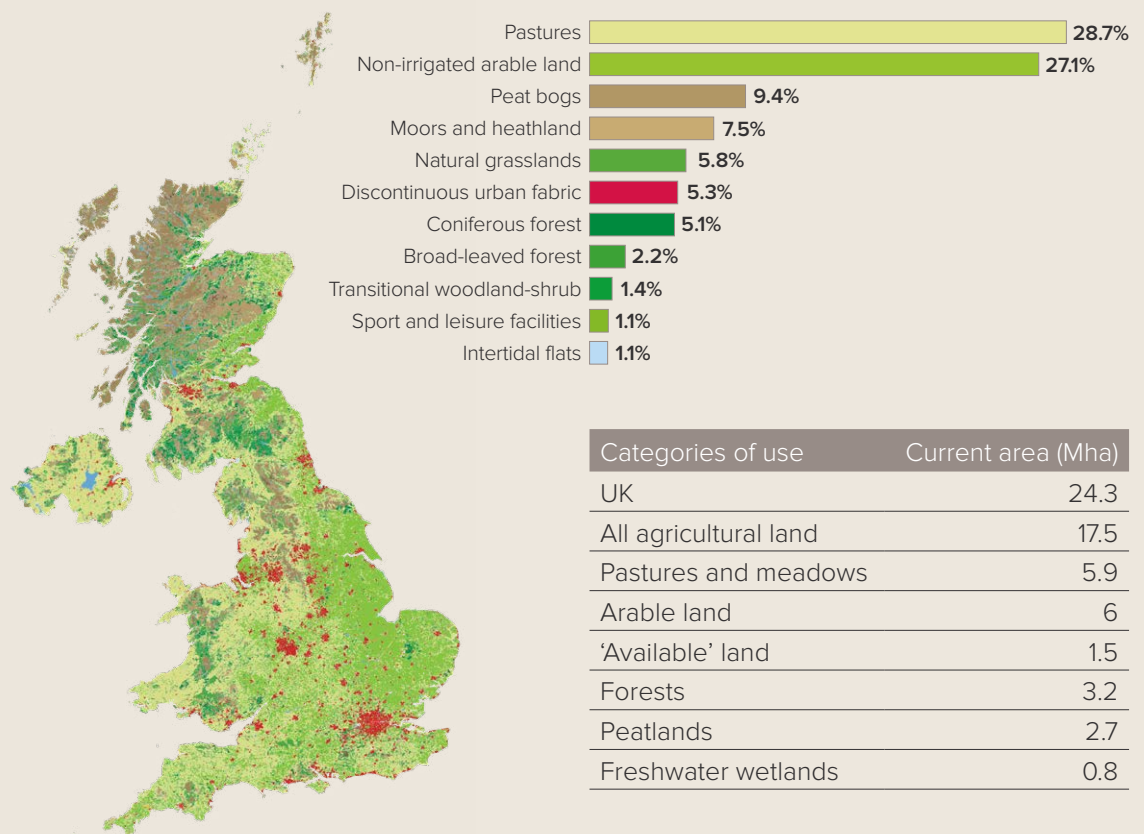 Pastures 28.7%
Non-irrigated arable land 27.1%
Peat bogs 9.4%
Moors and heathland 7.5%
Natural grasslands 5.8%
Discontinuous urban fabric 5.3%
Coniferous forest 5.1%
Broad-leaved forest 2.2%
Transitional woodland-shrub 1.4%
Sport and leisure facilities 1.1%
Intertidal flats 1.1%
Categories of use Current area (Mha)
UK 24.3
All agricultural land 17.5
Pastures and meadows 5.9
Arable land 6
‘Available’ land 1.5
Forests 3.2
Peatlands 2.7
Freshwater wetlands 0.8